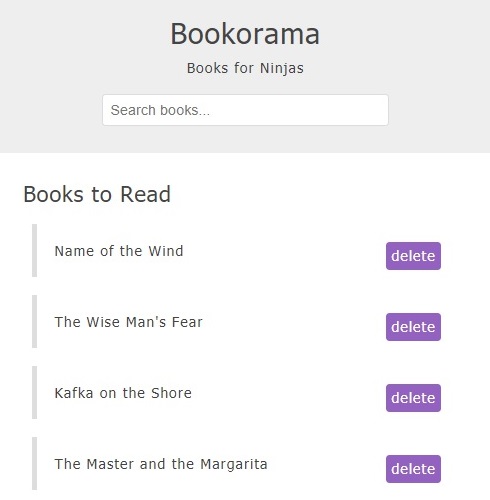 Bookorama
Books for Ninjas
Search books...
Books to Read
Name of the Wind
delete
The Wise Man's Fear
delete
Kafka on the Shore
delete
The Master and the Margarita
delete